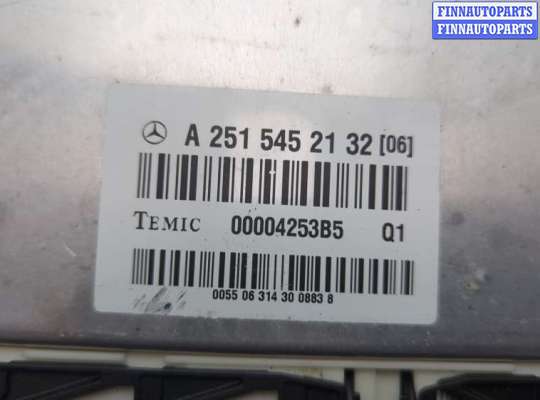 FINNAUTOPARTS
FINNAUTOPARTS
A 251 545 21 32 [06]
TEMIC 00004253B5 Q1
0055 06 314 30 0883 8